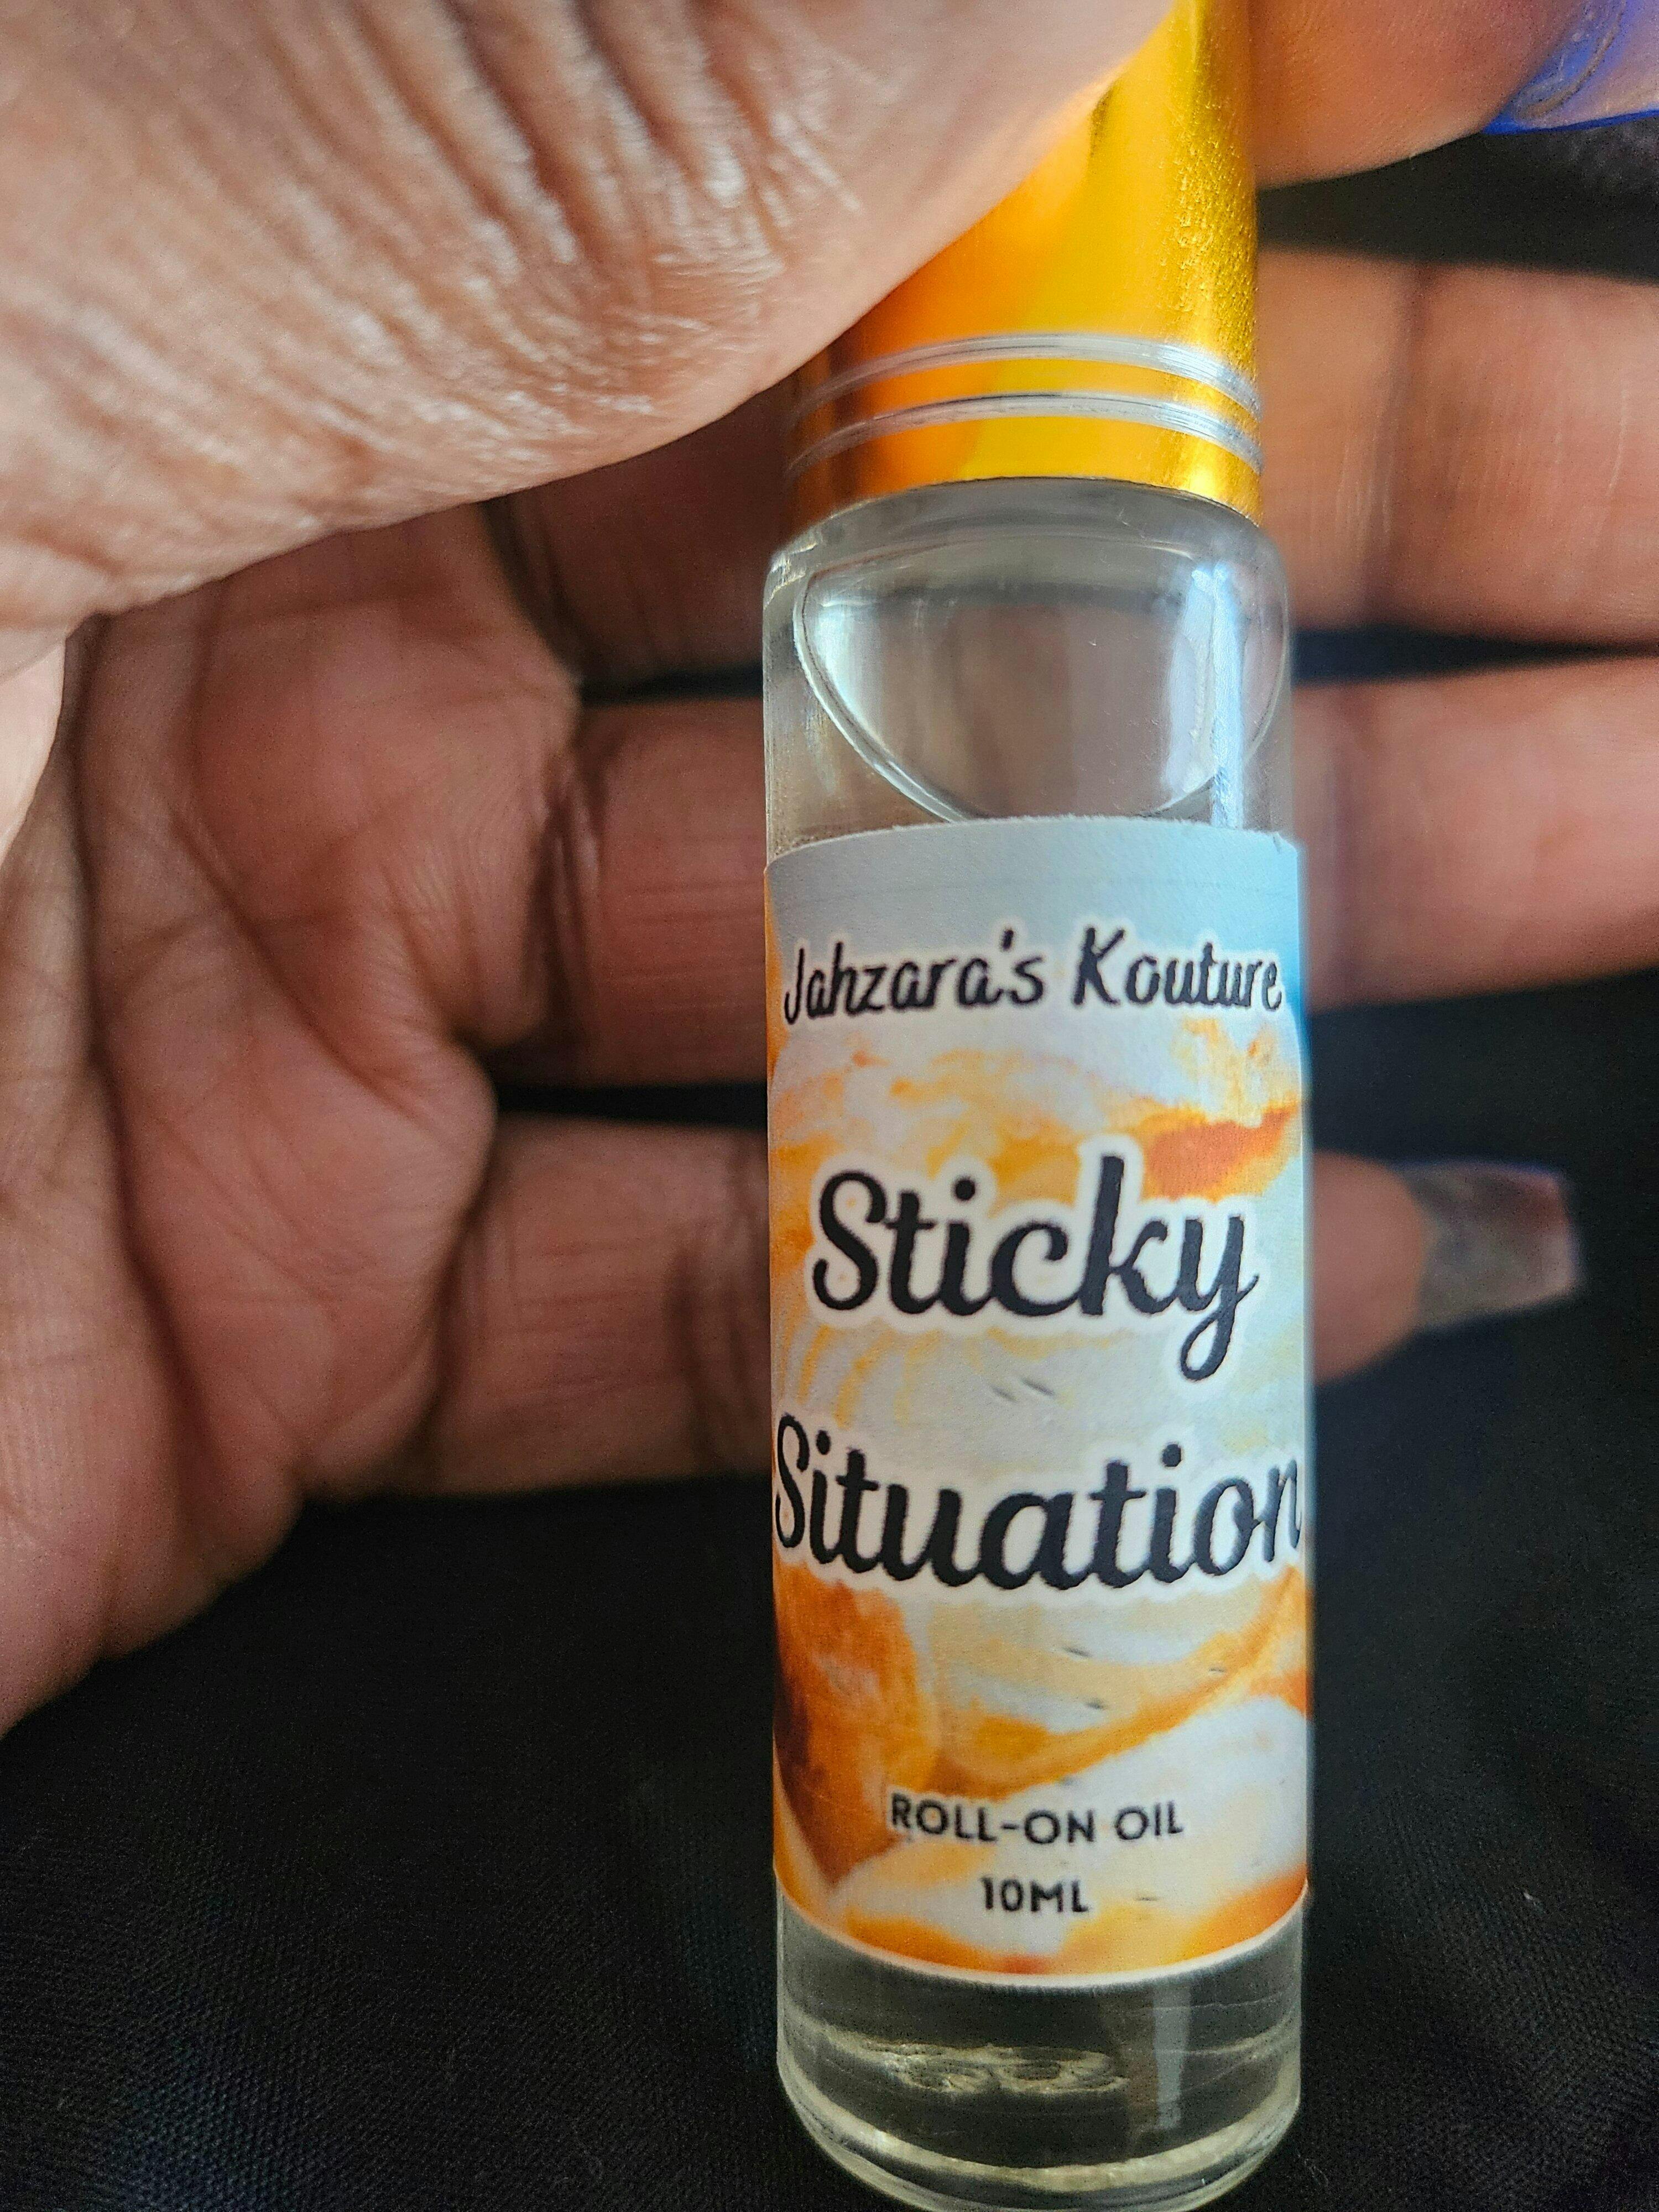 Jahzara's Kouture
Sticky
Situation
ROLL-ON OIL
10ML